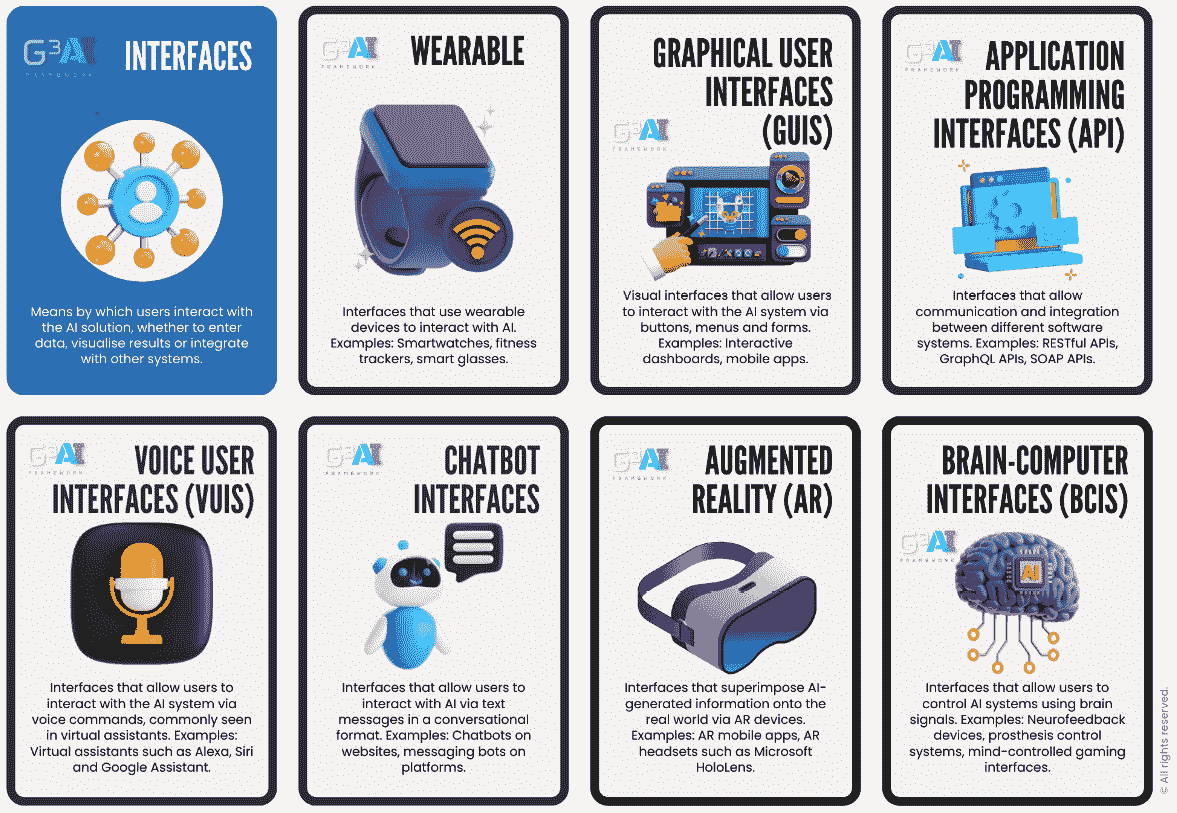 G3AI
FRAMEWORK
INTERFACES
Means by which users interact with
the AI solution, whether to enter
data, visualise results or integrate
with other systems.
G3AI
FRAMEWORK
WEARABLE
Interfaces that use wearable
devices to interact with AI.
Examples: Smartwatches, fitness
trackers, smart glasses.
GRAPHICAL USER
INTERFACES
(GUIS)
G3AI
FRAMEWORK
Visual interfaces that allow users
to interact with the AI system via
buttons, menus and forms.
Examples: Interactive
dashboards, mobile apps.
G3AI
FRAMEWORK
APPLICATION
PROGRAMMING
INTERFACES (API)
Interfaces that allow
communication and integration
between different software
systems. Examples: RESTful APIs,
GraphQL APIs, SOAP APIs.
G3AI
FRAMEWORK
VOICE USER
INTERFACES (VUIS)
Interfaces that allow users to
interact with the AI system via
voice commands, commonly seen
in virtual assistants. Examples:
Virtual assistants such as Alexa, Siri
and Google Assistant.
G3AI
FRAMEWORK
CHATBOT
INTERFACES
Interfaces that allow users to
interact with AI via text
messages in a conversational
format. Examples: Chatbots on
websites, messaging bots on
platforms.
G3AI
FRAMEWORK
AUGMENTED
REALITY (AR)
Interfaces that superimpose AI-
generated information onto the
real world via AR devices.
Examples: AR mobile apps, AR
headsets such as Microsoft
HoloLens.
BRAIN-COMPUTER
INTERFACES (BCIS)
G3AI
FRAMEWORK
AI
Interfaces that allow users to
control AI systems using brain
signals. Examples: Neurofeedback
devices, prosthesis control
systems, mind-controlled gaming
interfaces.
© All rights reserved.